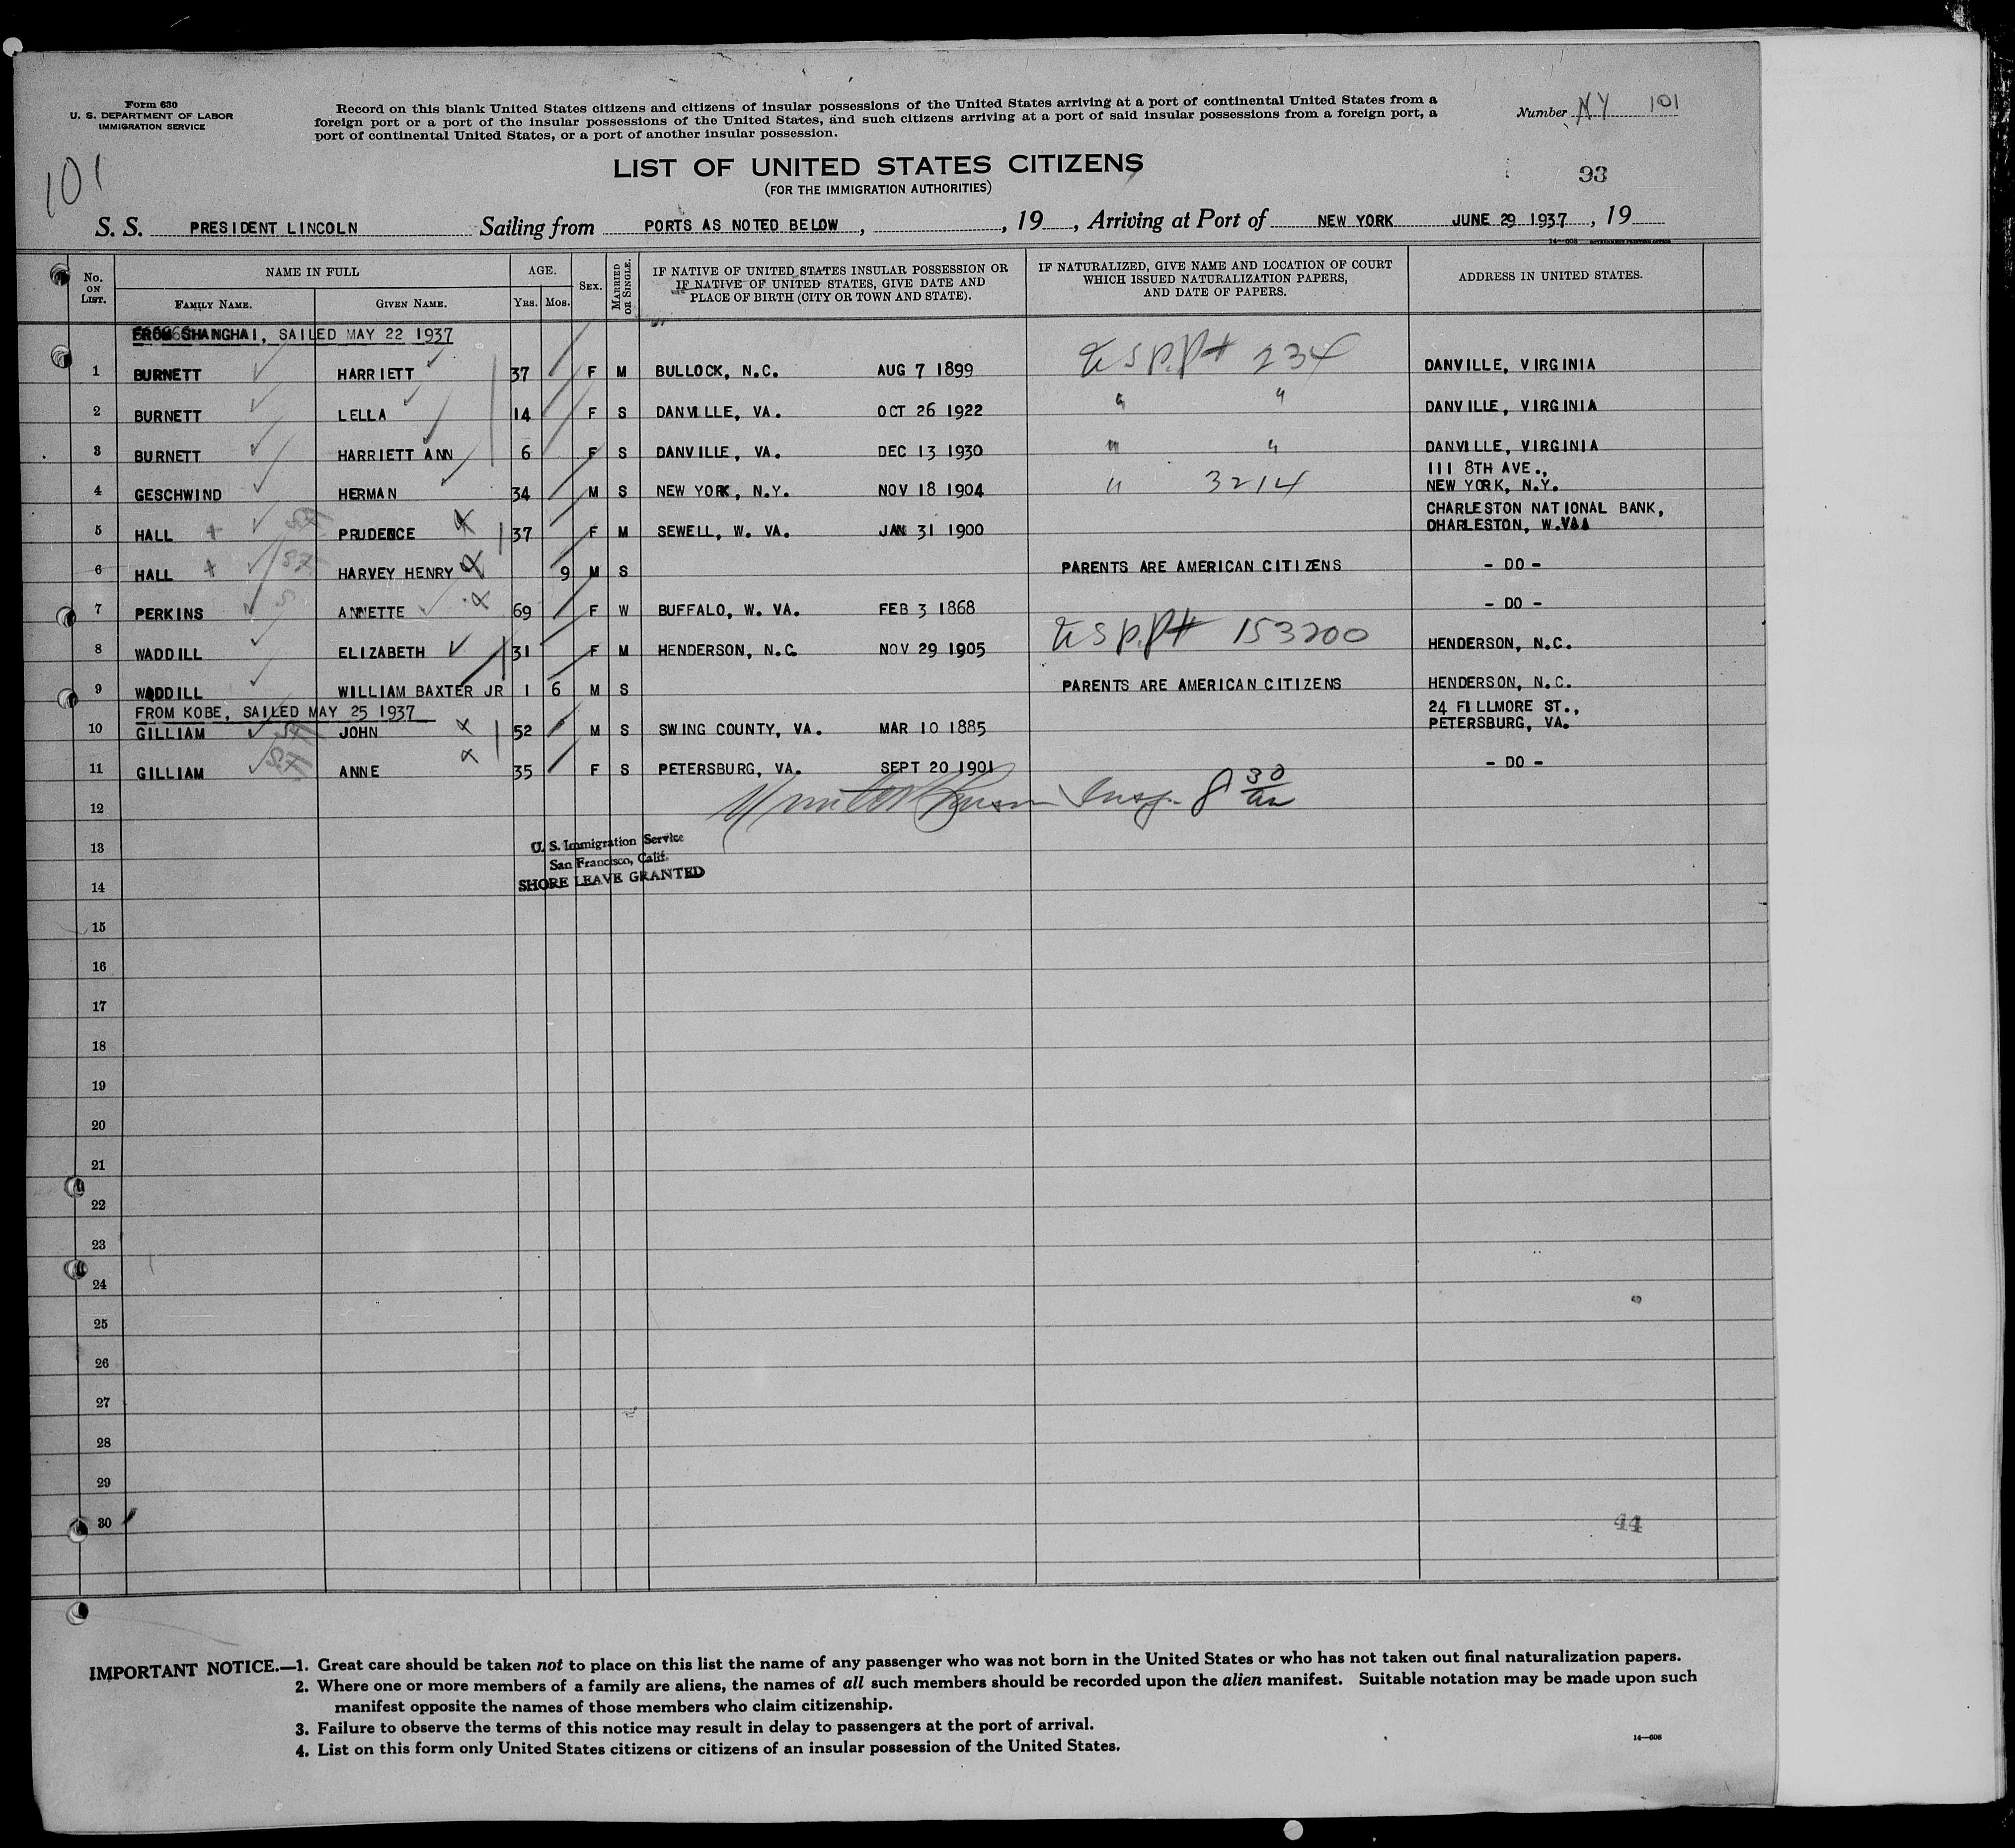 Form 630
U. S. DEPARTMENT OF LABOR
IMMIGRATION SERVICE
Record on this blank United States citizens and citizens of insular possessions of the United States arriving at a port of continental United States from a
foreign port or a port of the insular possessions of the United States, and such citizens arriving at a port of said insular possessions from a foreign port, a
port of continental United States, or a port of another insular possession.
Number NY 101
101
LIST OF UNITED STATES CITIZENS
(FOR THE IMMIGRATION AUTHORITIES)
93
S. S. PRESIDENT LINCOLN Sailing from PORTS AS NOTED BELOW , , 19 , Arriving at Port of NEW YORK JUNE 29 1937 , 19
14—608 GOVERNMENT PRINTING OFFICE
No. ON LIST. NAME IN FULL AGE. SEX. MARRIED OR SINGLE. IF NATIVE OF UNITED STATES INSULAR POSSESSION OR IF NATIVE OF UNITED STATES, GIVE DATE AND PLACE OF BIRTH (CITY OR TOWN AND STATE). IF NATURALIZED, GIVE NAME AND LOCATION OF COURT WHICH ISSUED NATURALIZATION PAPERS, AND DATE OF PAPERS. ADDRESS IN UNITED STATES.
FAMILY NAME. GIVEN NAME. YRS. MOS.
FROM SHANGHAI, SAILED MAY 22 1937
1 BURNETT HARRIETT 37 F M BULLOCK, N.C. AUG 7 1899 US P.P.# 234 DANVILLE, VIRGINIA
2 BURNETT LELLA 14 F S DANVILLE, VA. OCT 26 1922 " " DANVILLE, VIRGINIA
3 BURNETT HARRIETT ANN 6 F S DANVILLE, VA. DEC 13 1930 " " DANVILLE, VIRGINIA
4 GESCHWIND HERMAN 34 M S NEW YORK, N.Y. NOV 18 1904 " 3214 111 8TH AVE., NEW YORK, N.Y.
5 HALL SF PRUDENCE 37 F M SEWELL, W. VA. JAN 31 1900 CHARLESTON NATIONAL BANK, DHARLESTON, W.VAA
6 HALL SF HARVEY HENRY 9 M S PARENTS ARE AMERICAN CITIZENS - DO -
7 PERKINS ANNETTE 69 F W BUFFALO, W. VA. FEB 3 1868 - DO -
8 WADDILL ELIZABETH 31 F M HENDERSON, N.C. NOV 29 1905 US P.P.# 153200 HENDERSON, N.C.
9 WADDILL WILLIAM BAXTER JR 1 6 M S PARENTS ARE AMERICAN CITIZENS HENDERSON, N.C.
FROM KOBE, SAILED MAY 25 1937
10 GILLIAM SF JOHN 52 M S SWING COUNTY, VA. MAR 10 1885 24 FILLMORE ST., PETERSBURG, VA.
11 GILLIAM SF ANNE 35 F S PETERSBURG, VA. SEPT 20 1901 - DO -
12 Insp. 8 30 am
13
U. S. Immigration Service
San Francisco, Calif.
SHORE LEAVE GRANTED
14
15
16
17
18
19
20
21
22
23
24
25
26
27
28
29
30
44
IMPORTANT NOTICE.—1. Great care should be taken not to place on this list the name of any passenger who was not born in the United States or who has not taken out final naturalization papers.
2. Where one or more members of a family are aliens, the names of all such members should be recorded upon the alien manifest. Suitable notation may be made upon such
manifest opposite the names of those members who claim citizenship.
3. Failure to observe the terms of this notice may result in delay to passengers at the port of arrival.
4. List on this form only United States citizens or citizens of an insular possession of the United States.
14—608